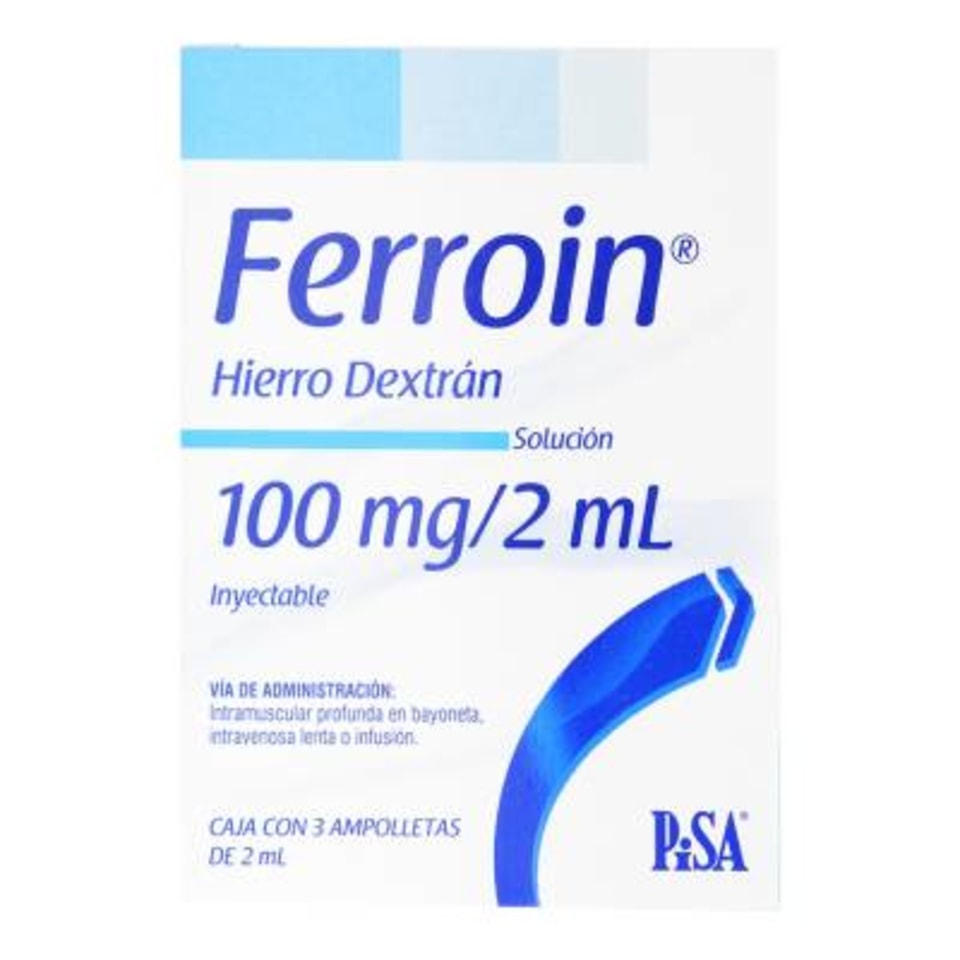 Ferroin®
Hierro Dextrán
Solución
100 mg/2 mL
Inyectable
VÍA DE ADMINISTRACIÓN:
Intramuscular profunda en bayoneta,
intravenosa lenta o infusión.
CAJA CON 3 AMPOLLETAS
DE 2 mL
PiSA®